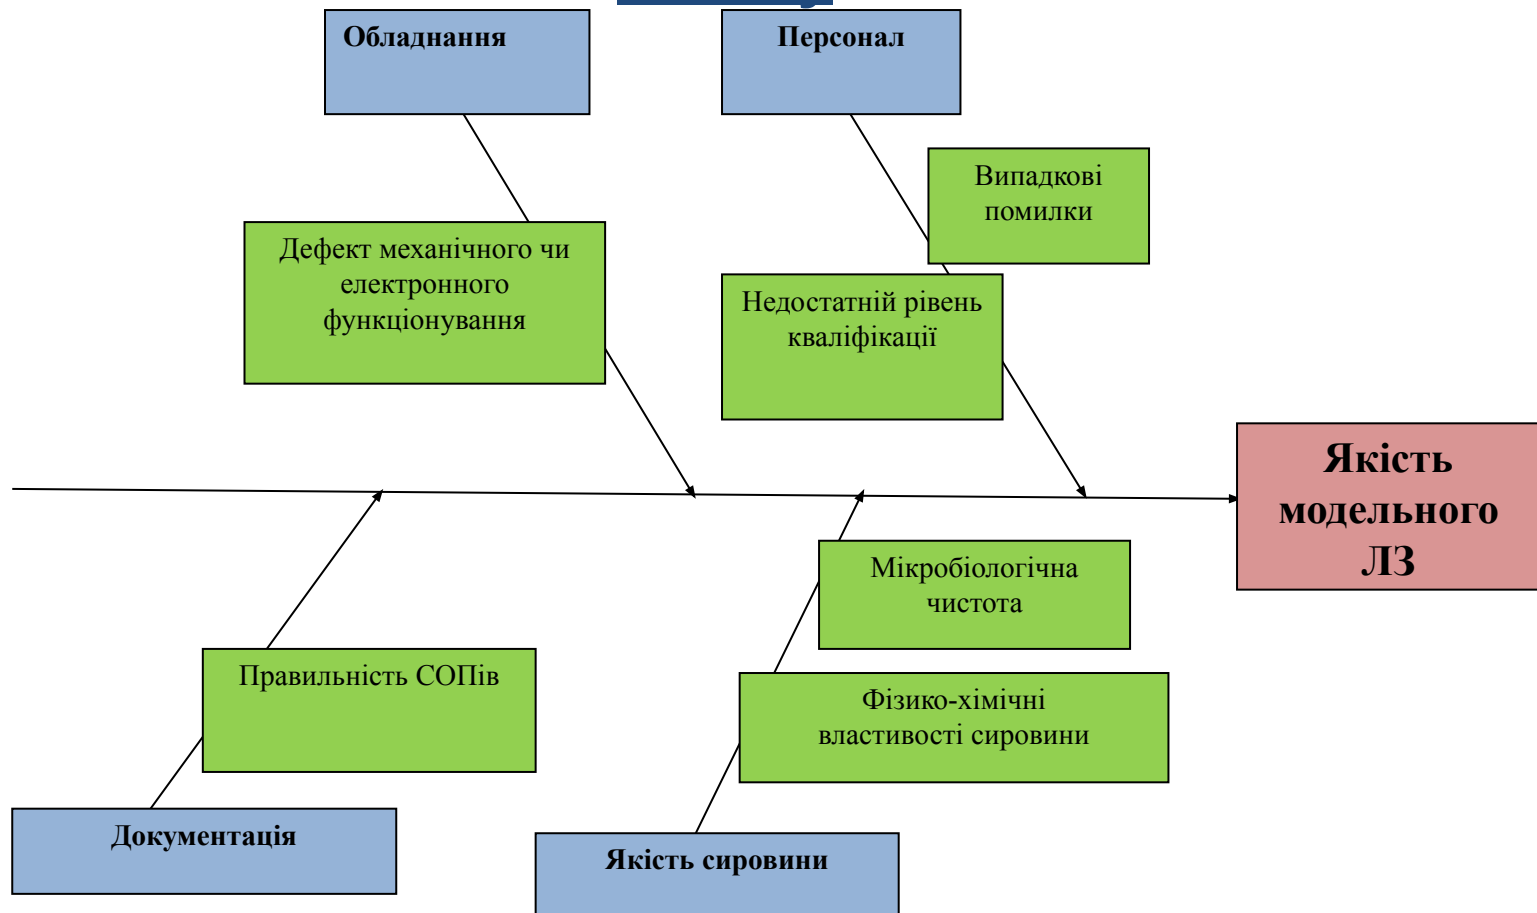 Обладнання
Персонал
Випадкові
помилки
Дефект механічного чи
електронного
функціонування
Недостатній рівень
кваліфікації
Якість
модельного
ЛЗ
Мікробіологічна
чистота
Правильність СОПів
Фізико-хімічні
властивості сировини
Документація
Якість сировини